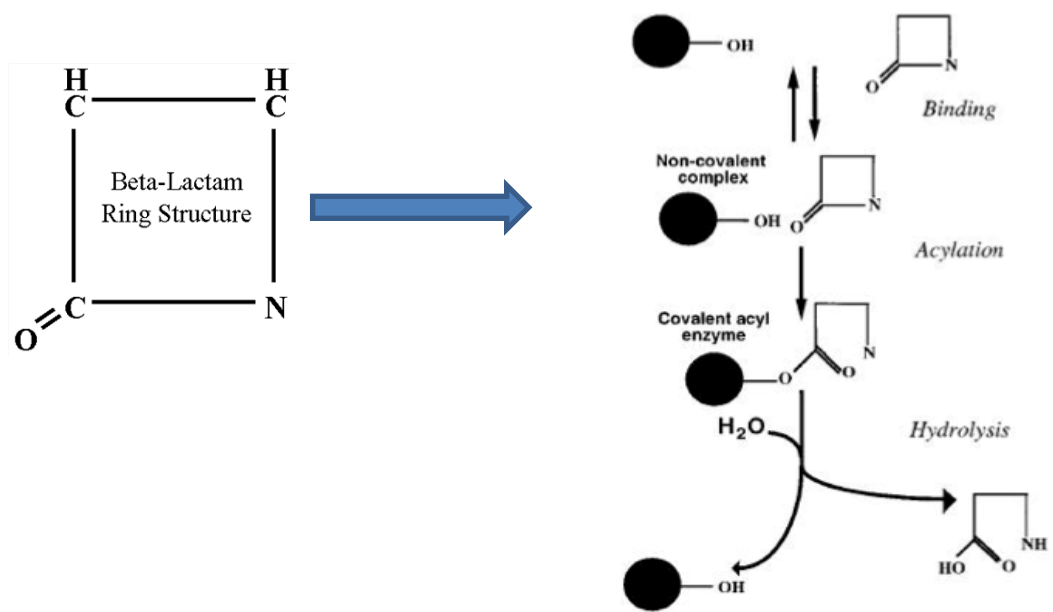 H H
C C
Beta-Lactam
Ring Structure
C N
O
OH
O N
Binding
Non-covalent
complex
OH O N
Acylation
Covalent acyl
enzyme
O O N
H₂O
Hydrolysis
NH
HO O
OH